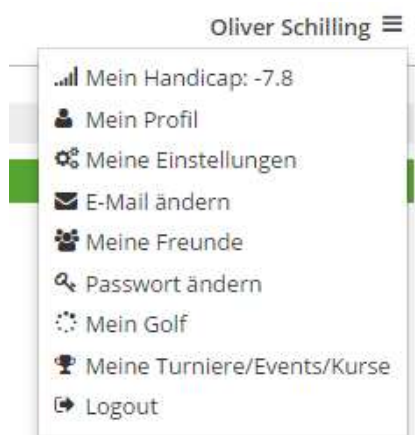 Oliver Schilling
Mein Handicap: -7.8
Mein Profil
Meine Einstellungen
E-Mail ändern
Meine Freunde
Passwort ändern
Mein Golf
Meine Turniere/Events/Kurse
Logout